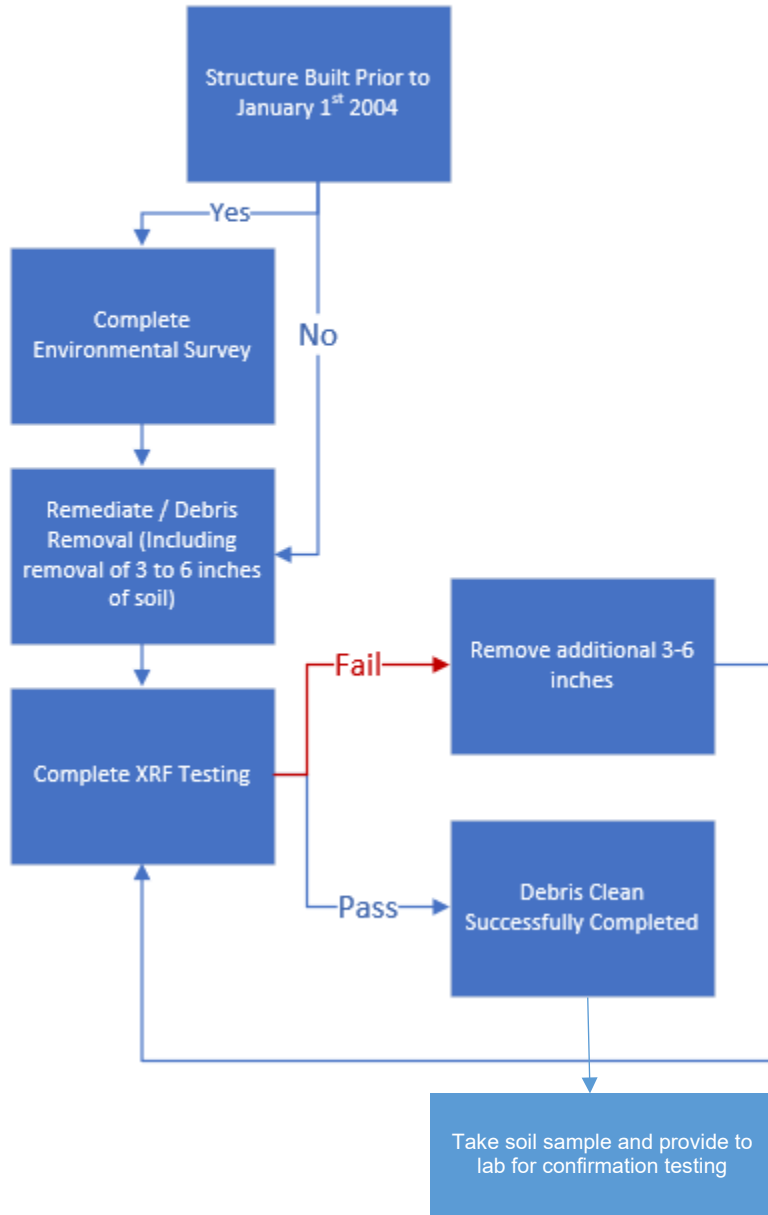 Structure Built Prior to
January 1st 2004
Yes
No
Complete
Environmental Survey
Remediate / Debris
Removal (Including
removal of 3 to 6 inches
of soil)
Complete XRF Testing
Fail
Remove additional 3-6
inches
Pass
Debris Clean
Successfully Completed
Take soil sample and provide to
lab for confirmation testing